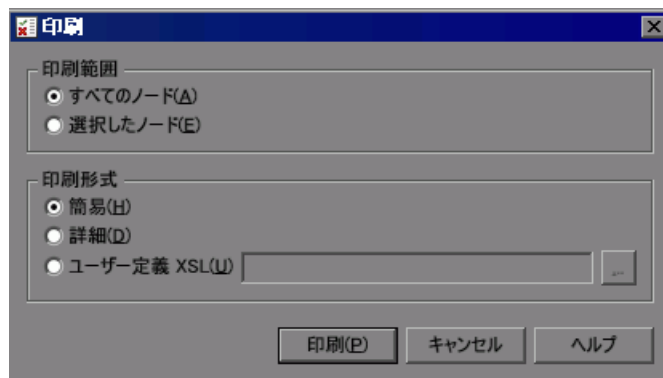 印刷
印刷範囲
すべてのノード(A)
選択したノード(E)
印刷形式
簡易(H)
詳細(D)
ユーザー定義 XSL(U) ...
印刷(P) キャンセル ヘルプ